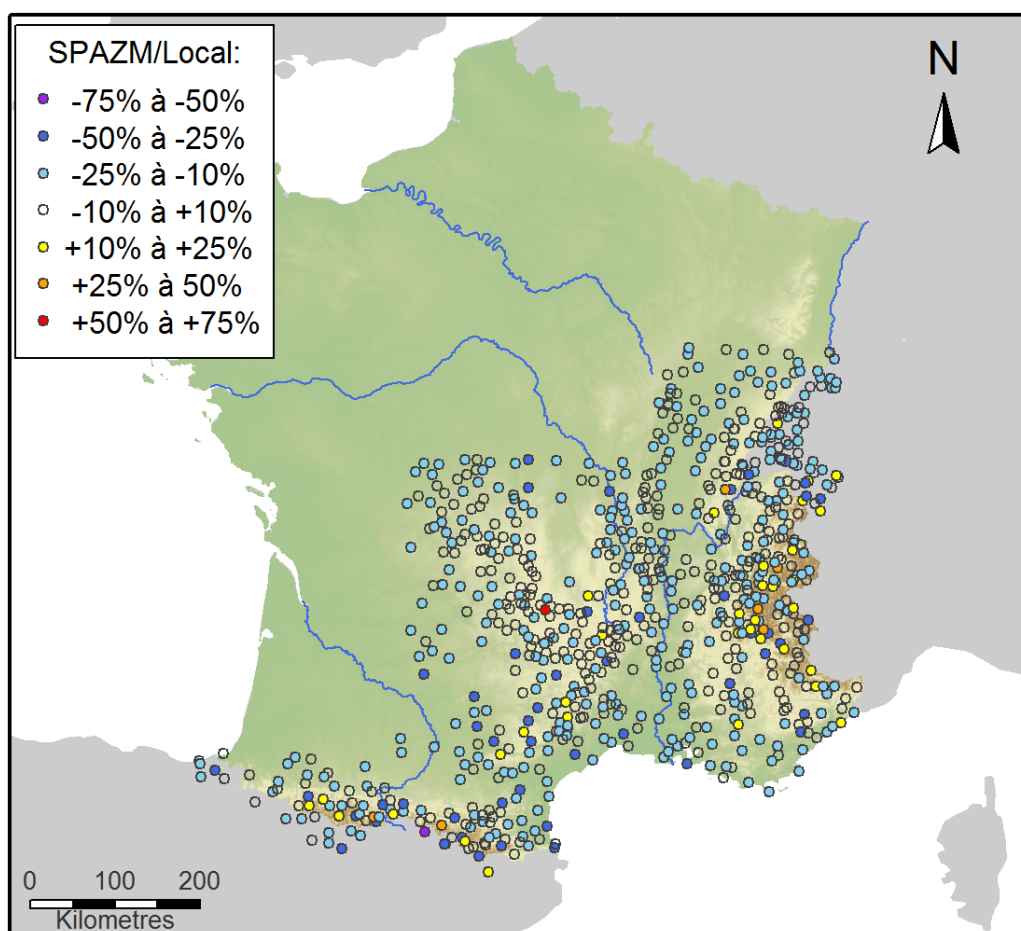 SPAZM/Local:
-75% à -50%
-50% à -25%
-25% à -10%
-10% à +10%
+10% à +25%
+25% à 50%
+50% à +75%
N
0 100 200
Kilometres